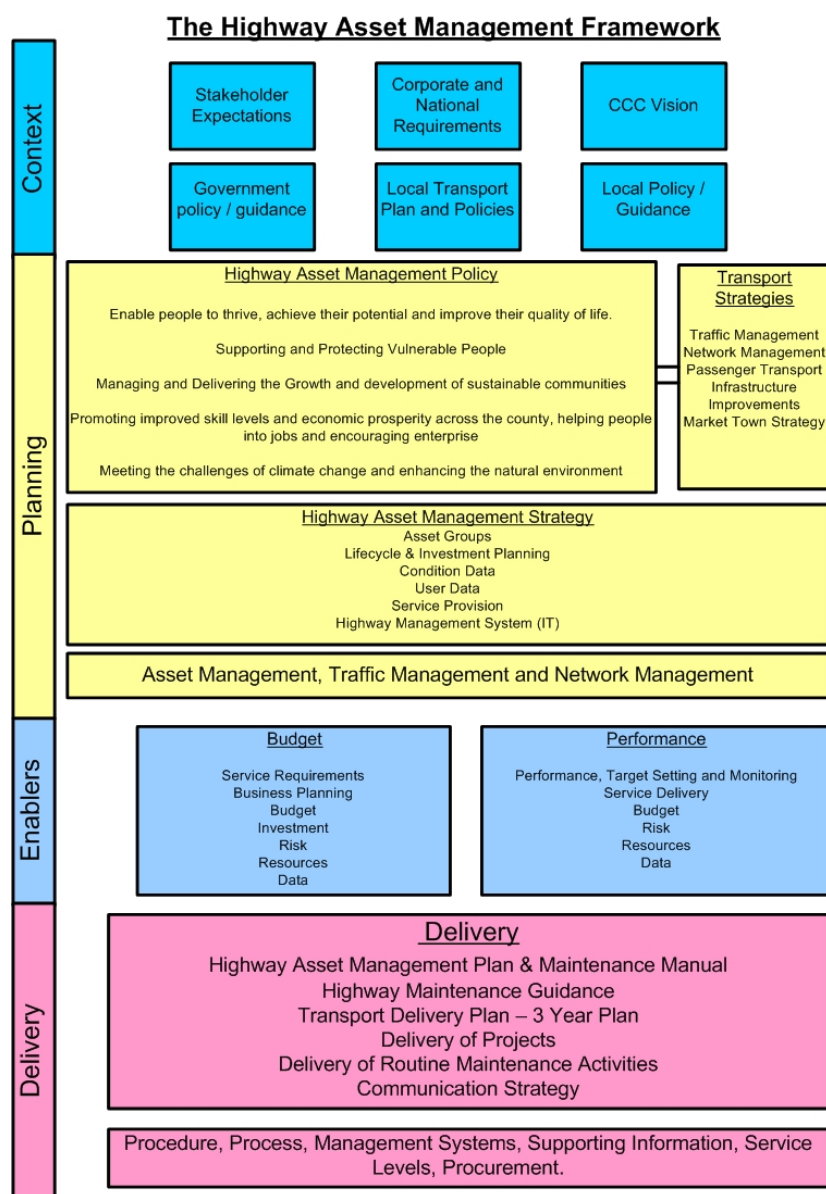 The Highway Asset Management Framework
Context
Stakeholder
Expectations
Corporate and
National
Requirements
CCC Vision
Government
policy / guidance
Local Transport
Plan and Policies
Local Policy /
Guidance
Planning
Highway Asset Management Policy
Enable people to thrive, achieve their potential and improve their quality of life.
Supporting and Protecting Vulnerable People
Managing and Delivering the Growth and development of sustainable communities
Promoting improved skill levels and economic prosperity across the county, helping people
into jobs and encouraging enterprise
Meeting the challenges of climate change and enhancing the natural environment
Transport
Strategies
Traffic Management
Network Management
Passenger Transport
Infrastructure
Improvements
Market Town Strategy
Highway Asset Management Strategy
Asset Groups
Lifecycle & Investment Planning
Condition Data
User Data
Service Provision
Highway Management System (IT)
Asset Management, Traffic Management and Network Management
Enablers
Budget
Service Requirements
Business Planning
Budget
Investment
Risk
Resources
Data
Performance
Performance, Target Setting and Monitoring
Service Delivery
Budget
Risk
Resources
Data
Delivery
Delivery
Highway Asset Management Plan & Maintenance Manual
Highway Maintenance Guidance
Transport Delivery Plan – 3 Year Plan
Delivery of Projects
Delivery of Routine Maintenance Activities
Communication Strategy
Procedure, Process, Management Systems, Supporting Information, Service
Levels, Procurement.